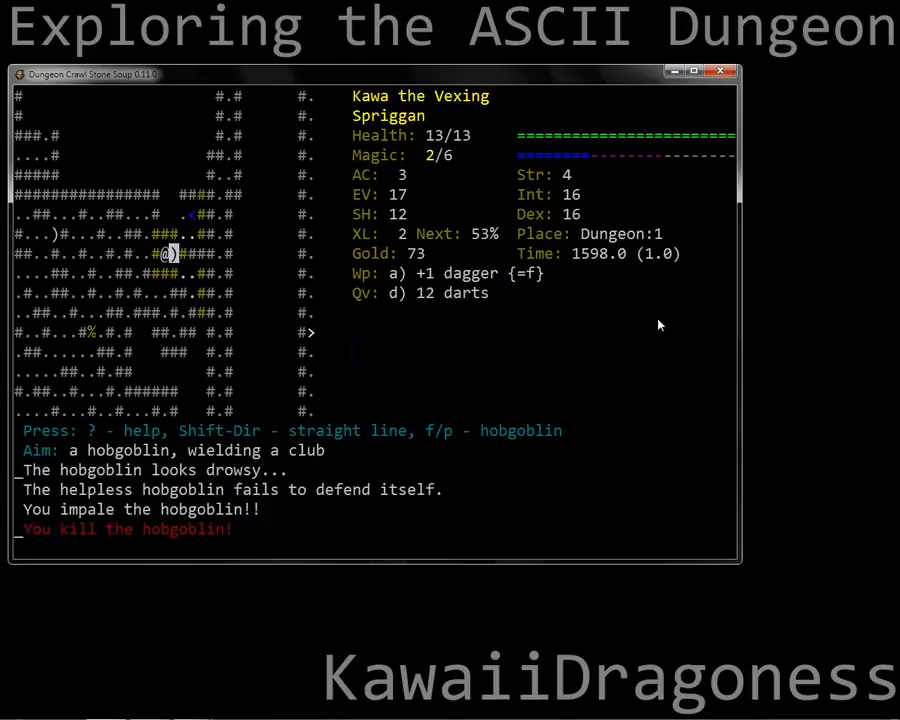 Exploring the ASCII Dungeon
Dungeon Crawl Stone Soup 0.11.0
#                              #.#        #.
#                              #.#        #.
###.#                          #.#        #.
....#                         ##.#        #.
#####                         #..#        #.
################   ####.##        #.
..##...#..##...#   .<##.#        #.
#...)#...#..##.###..##.#        #.
##..#..#.#..#..#@)####.#        #.
....##..#.#..##.####..##.#        #.
.#..##..#..#.#...##.##.#        #.
..##...#.#..##.###.#.###.#        #.
#..#...#%.#.#  ##.## #.#        #>
.##......##.#   ###  #.#        #.
.....##..#.##        #.#        #.
#.##..#...#.######   #.#        #.
....#...#..#...#.#   #.#        #.
Kawa the Vexing
Spriggan
Health: 13/13 ========================
Magic: 2/6 ========----------------
AC: 3 Str: 4
EV: 17 Int: 16
SH: 12 Dex: 16
XL: 2 Next: 53% Place: Dungeon:1
Gold: 73 Time: 1598.0 (1.0)
Wp: a) +1 dagger {=f}
Qv: d) 12 darts
Press: ? - help, Shift-Dir - straight line, f/p - hobgoblin
Aim: a hobgoblin, wielding a club
_The hobgoblin looks drowsy...
The helpless hobgoblin fails to defend itself.
You impale the hobgoblin!!
_You kill the hobgoblin!
KawaiiDragoness